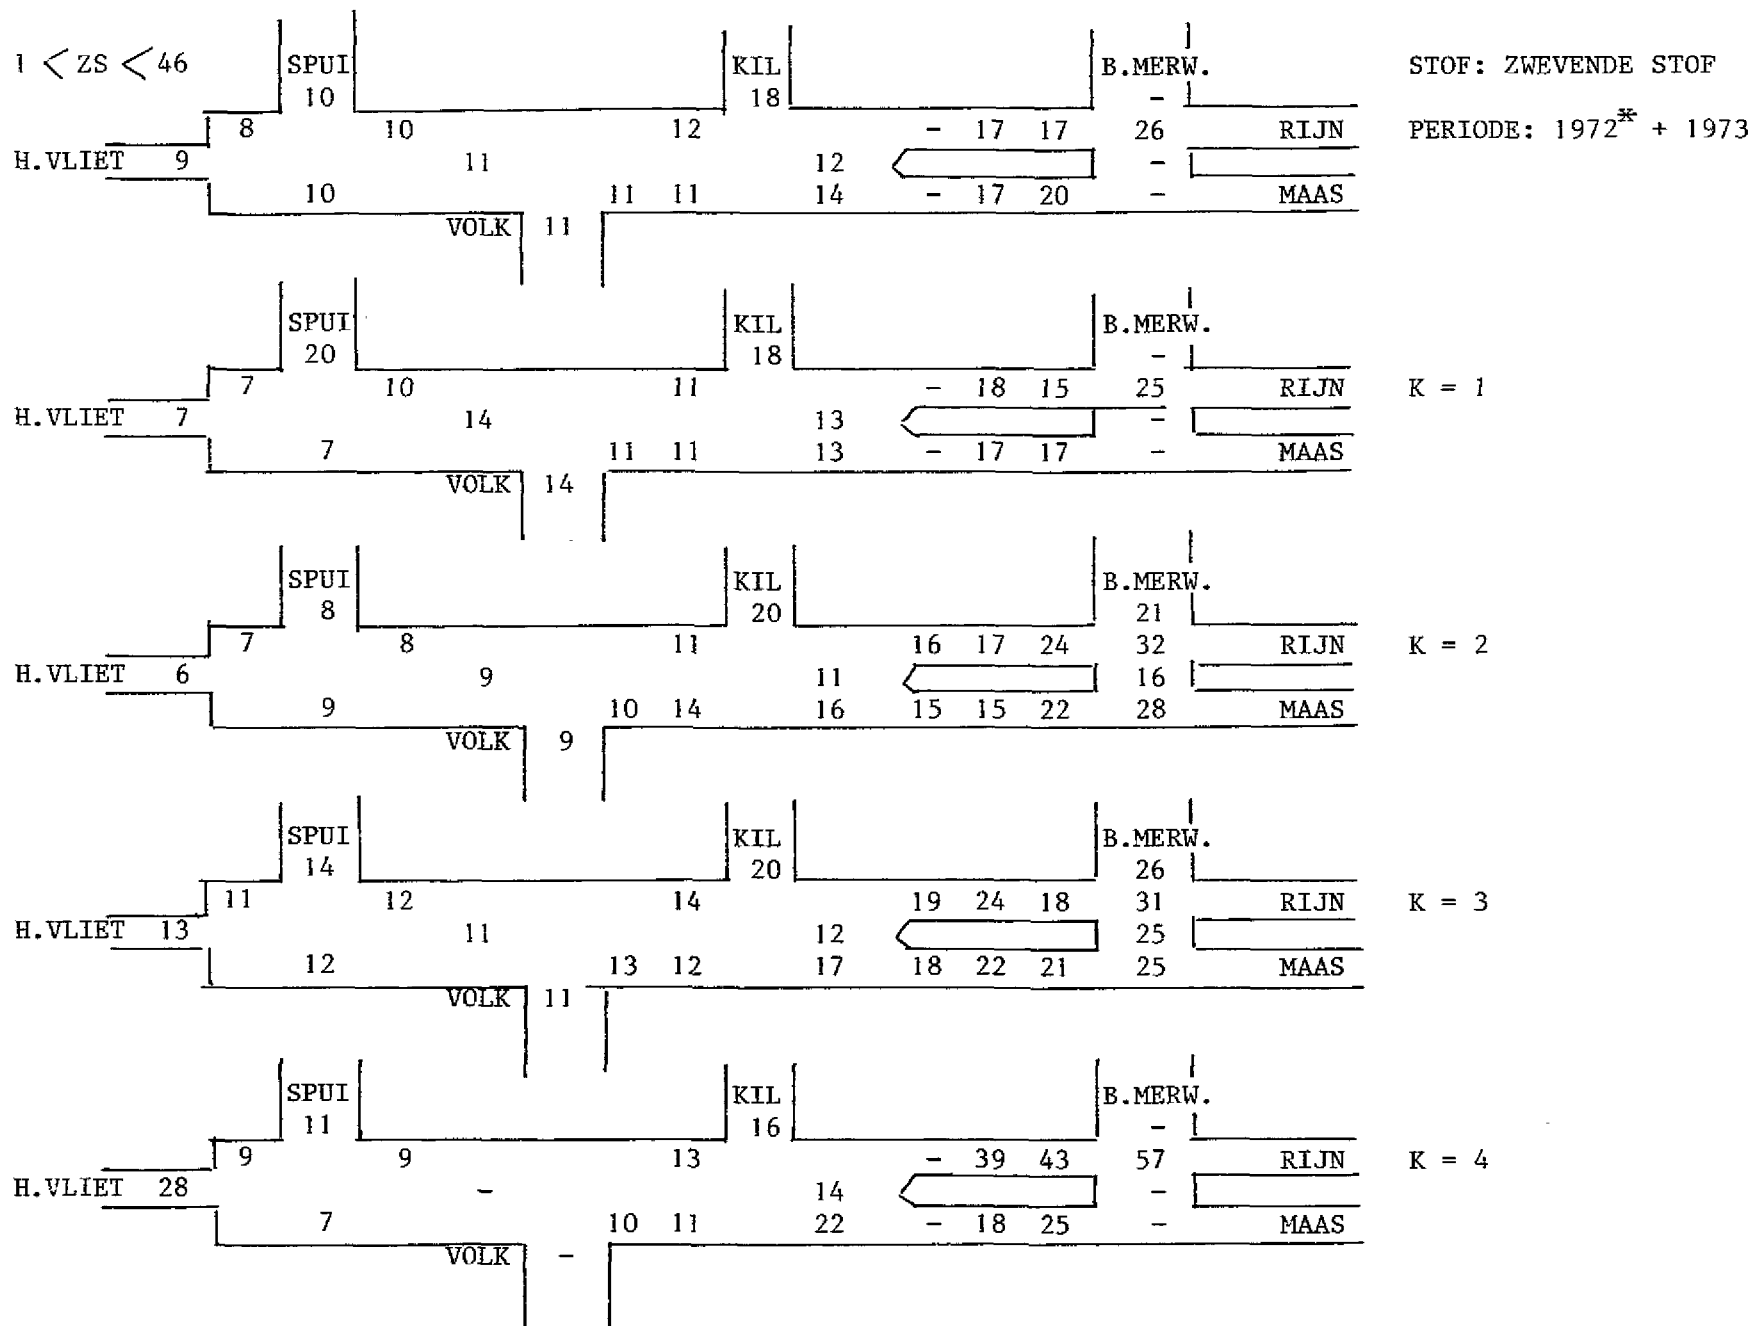 1 < ZS < 46 SPUI KIL B.MERW. STOF: ZWEVENDE STOF
10 18 -
8 10 12 - 17 17 26 RIJN PERIODE: 1972* + 1973
H.VLIET 9 11 12 -
10 11 11 14 - 17 20 - MAAS
VOLK 11
SPUI KIL B.MERW.
20 18 -
7 10 11 - 18 15 25 RIJN K = 1
H.VLIET 7 14 13 -
7 11 11 13 - 17 17 - MAAS
VOLK 14
SPUI KIL B.MERW.
8 20 21
7 8 11 16 17 24 32 RIJN K = 2
H.VLIET 6 9 11 16
9 10 14 16 15 15 22 28 MAAS
VOLK 9
SPUI KIL B.MERW.
14 20 26
11 12 14 19 24 18 31 RIJN K = 3
H.VLIET 13 11 12 25
12 13 12 17 18 22 21 25 MAAS
VOLK 11
SPUI KIL B.MERW.
11 16 -
9 9 13 - 39 43 57 RIJN K = 4
H.VLIET 28 - 14 -
7 10 11 22 - 18 25 - MAAS
VOLK -